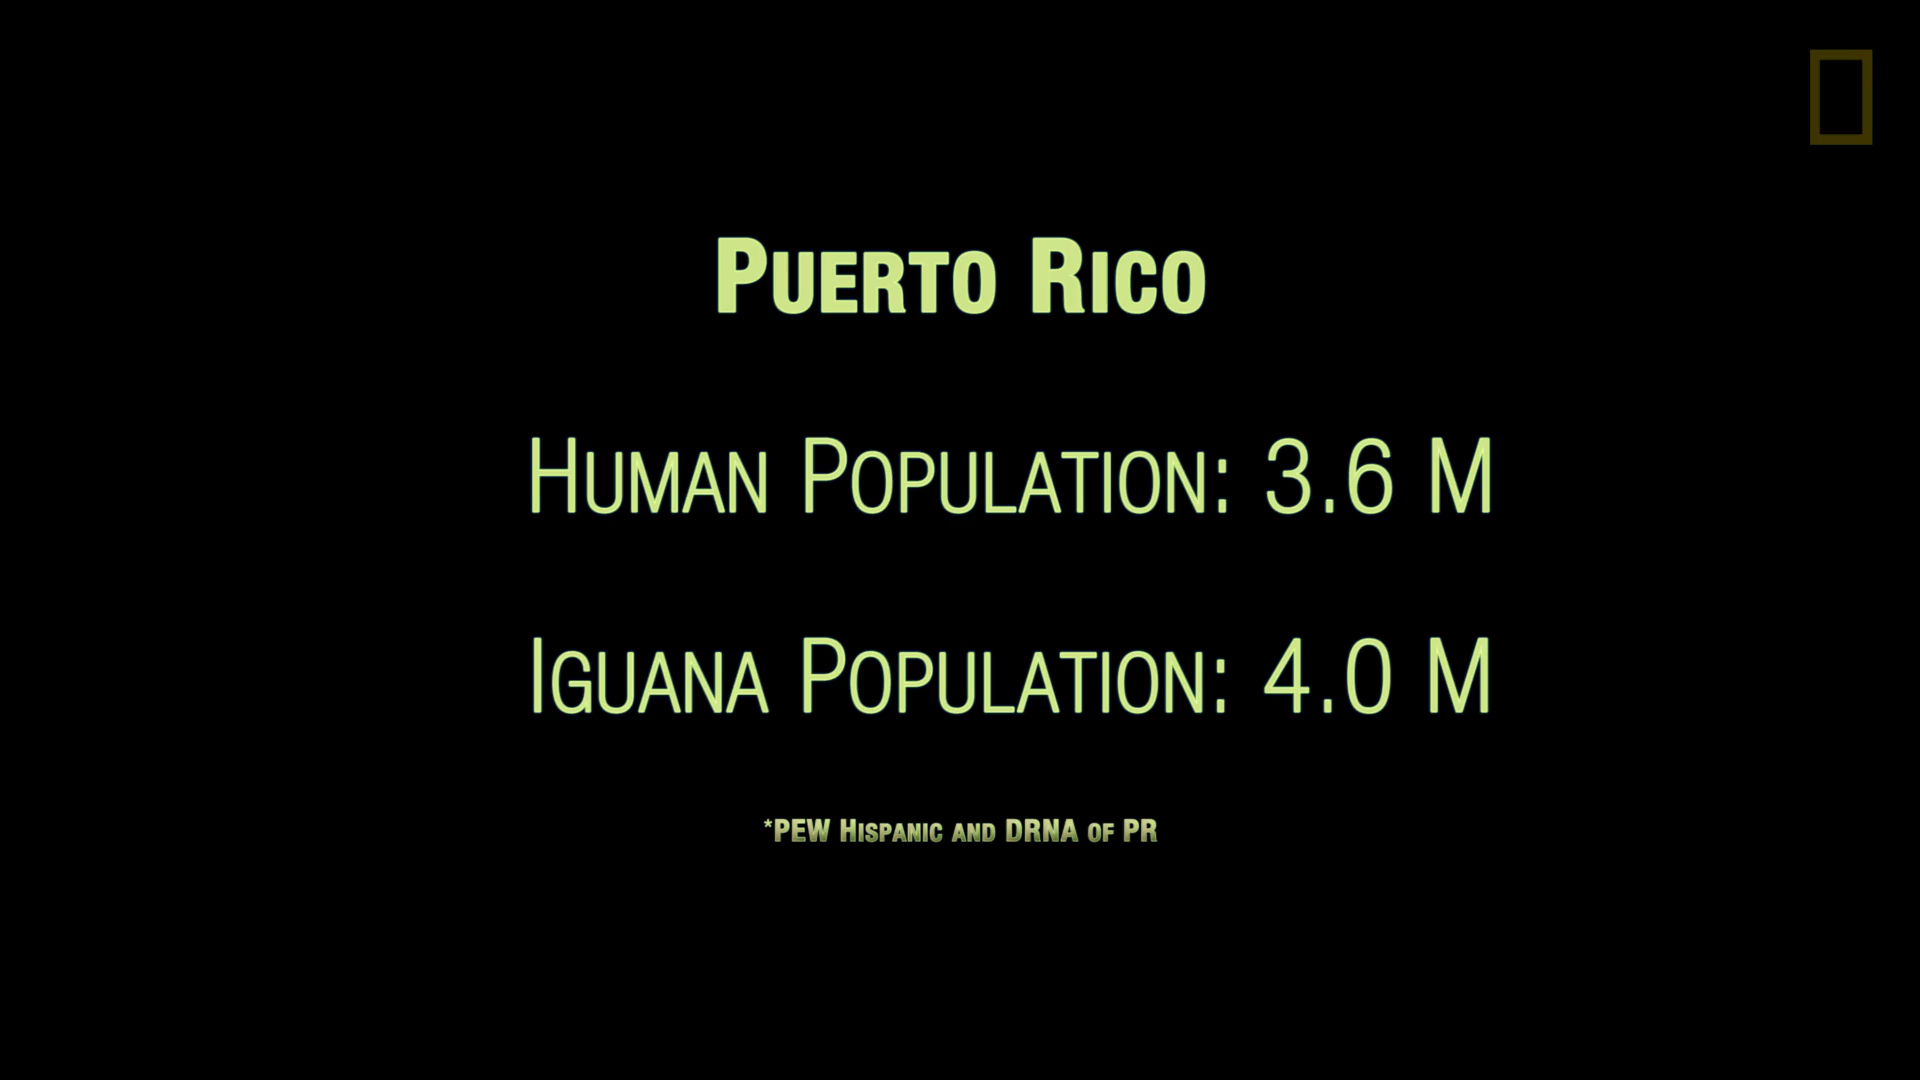 Puerto Rico
Human Population: 3.6 M
Iguana Population: 4.0 M
*PEW Hispanic and DRNA of PR